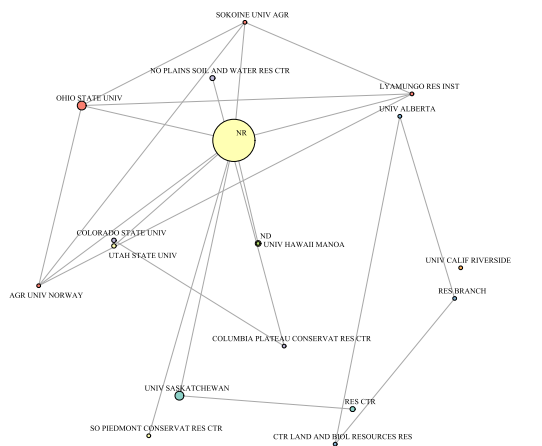 SOKOINE UNIV AGR
NO PLAINS SOIL AND WATER RES CTR
LYAMUNGO RES INST
OHIO STATE UNIV
UNIV ALBERTA
NR
COLORADO STATE UNIV
ND
UNIV HAWAII MANOA
UTAH STATE UNIV
UNIV CALIF RIVERSIDE
AGR UNIV NORWAY
RES BRANCH
COLUMBIA PLATEAU CONSERVAT RES CTR
UNIV SASKATCHEWAN
RES CTR
SO PIEDMONT CONSERVAT RES CTR
CTR LAND AND BIOL RESOURCES RES